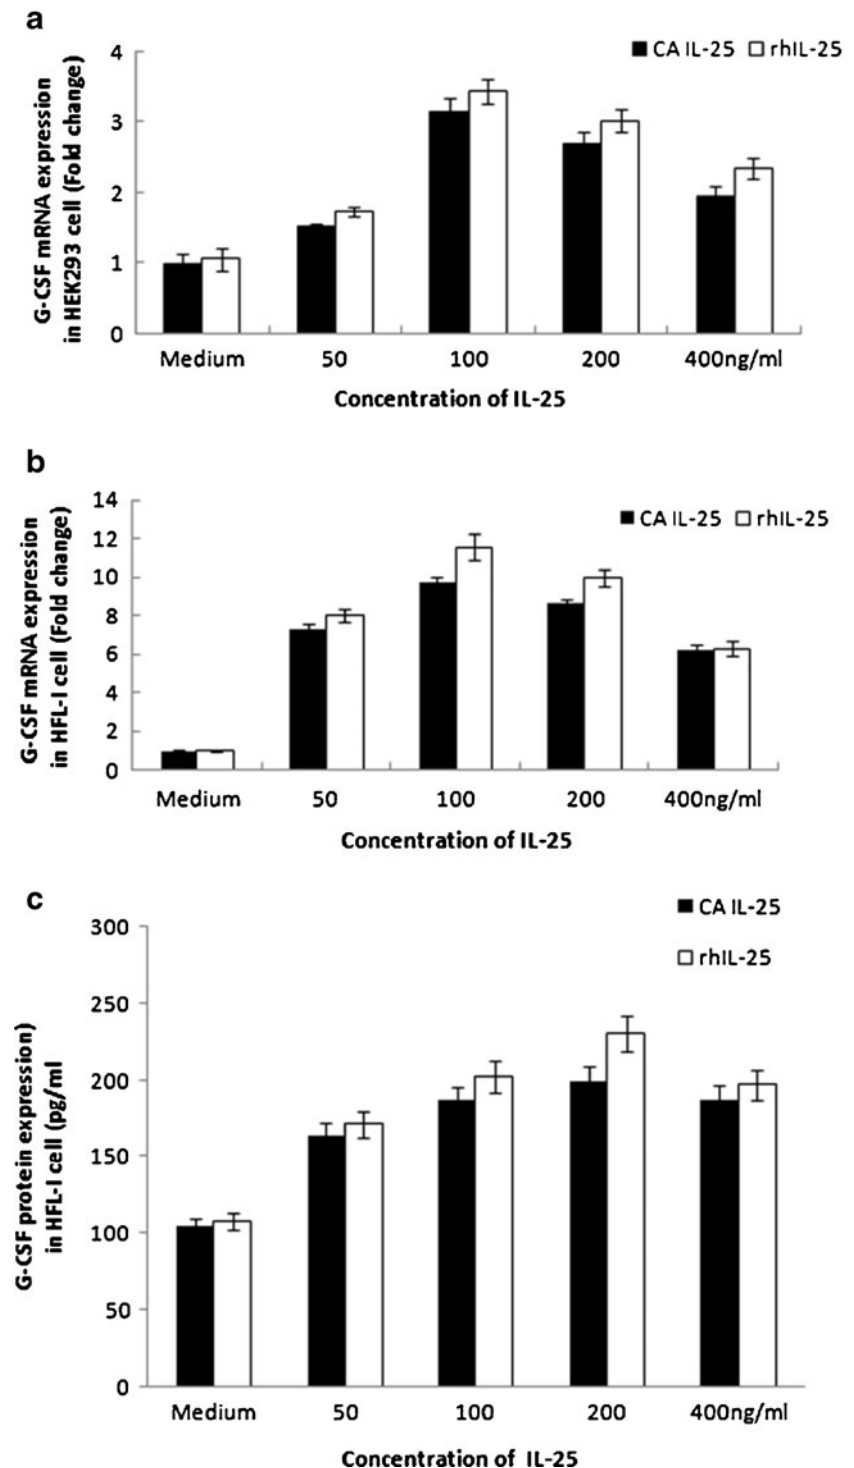 a
G-CSF mRNA expression
in HEK293 cell (Fold change)
4
3
2
1
0
CA IL-25 rhIL-25
Medium 50 100 200 400ng/ml
Concentration of IL-25
b
G-CSF mRNA expression
in HFL-I cell (Fold change)
14
12
10
8
6
4
2
0
CA IL-25 rhIL-25
Medium 50 100 200 400ng/ml
Concentration of IL-25
c
G-CSF protein expression)
in HFL-I cell (pg/ml
300
250
200
150
100
50
0
CA IL-25
rhIL-25
Medium 50 100 200 400ng/ml
Concentration of IL-25